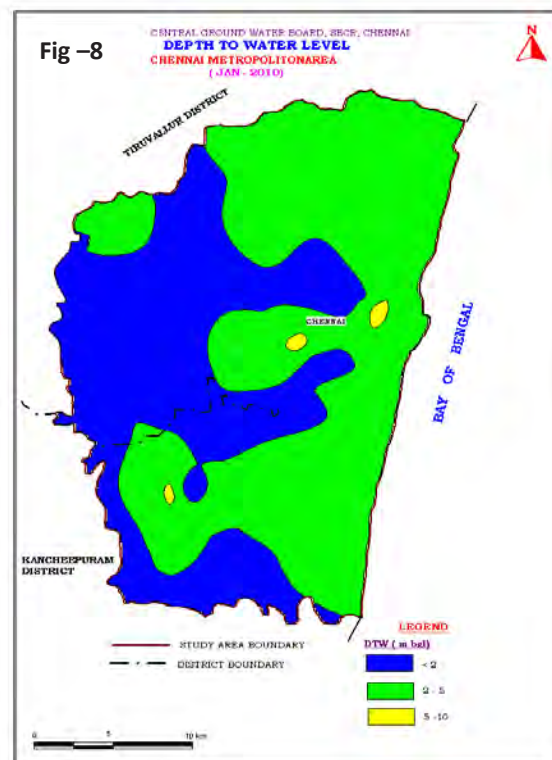 Fig –8
CENTRAL GROUND WATER BOARD, SECR, CHENNAI
DEPTH TO WATER LEVEL
CHENNAI METROPOLITONAREA
( JAN - 2010)
N
TIRUVALLUR DISTRICT
CHENNAI
BAY OF BENGAL
KANCHEEPURAM
DISTRICT
LEGEND
DTW ( m bgl)
STUDY AREA BOUNDARY
< 2
DISTRICT BOUNDARY
2 - 5
5 -10
0 5 10 km